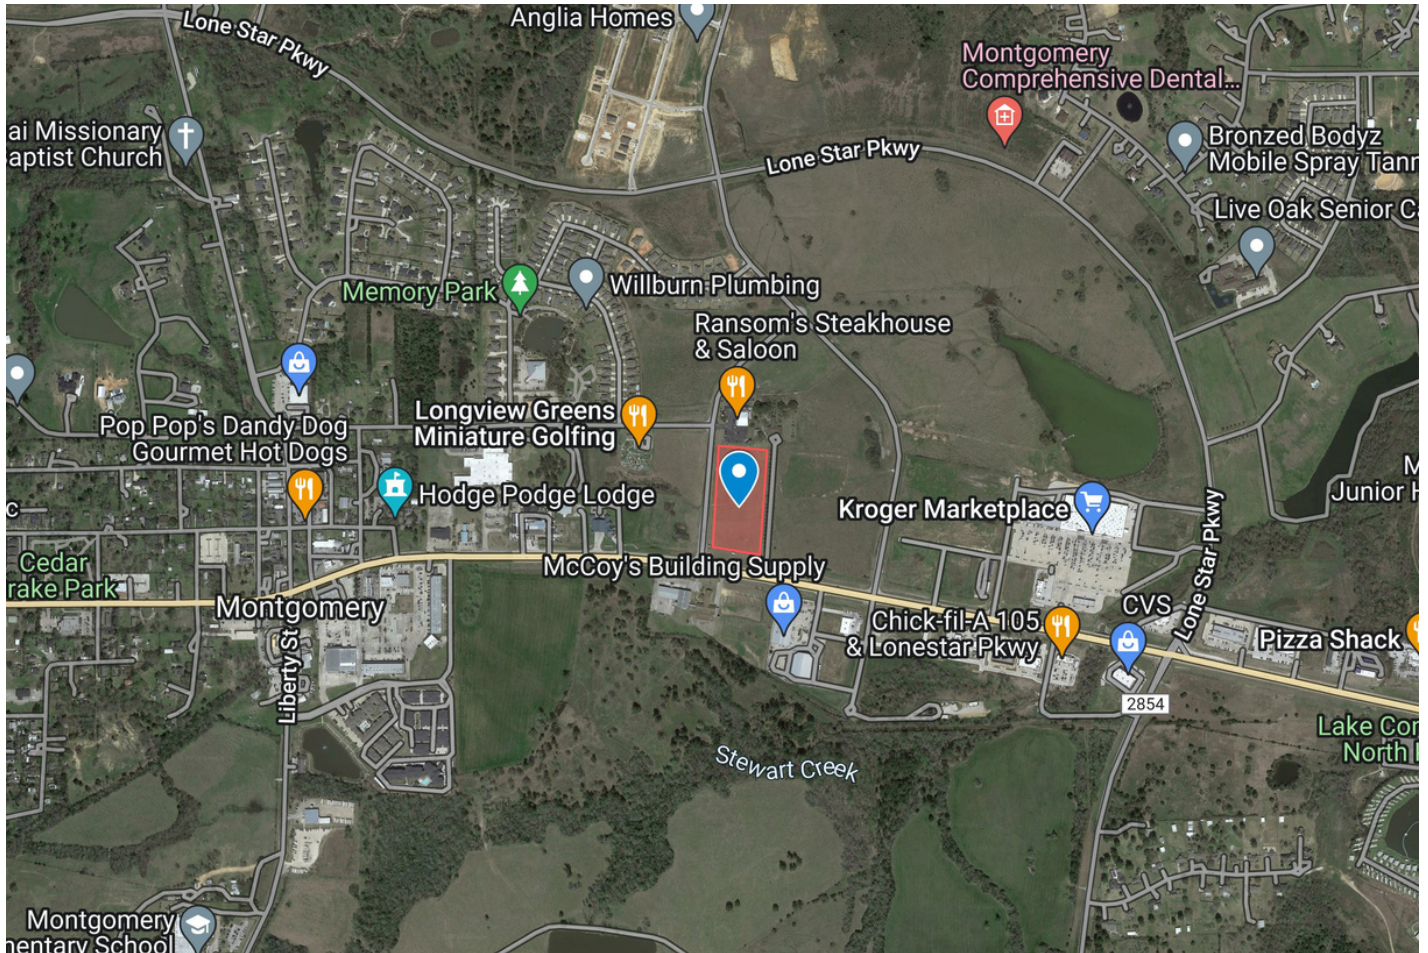 Anglia Homes
Lone Star Pkwy
Montgomery
Comprehensive Dental...
ai Missionary
aptist Church
Lone Star Pkwy
Bronzed Bodyz
Mobile Spray Tann
Live Oak Senior C
Memory Park
Willburn Plumbing
Ransom's Steakhouse
& Saloon
Pop Pop's Dandy Dog
Gourmet Hot Dogs
Longview Greens
Miniature Golfing
Hodge Podge Lodge
Kroger Marketplace
M
Junior H
Lone Star Pkwy
c
Cedar
rake Park
McCoy's Building Supply
Montgomery
Chick-fil-A 105
& Lonestar Pkwy
CVS
Pizza Shack
Liberty St
2854
Lake Con
North
Stewart Creek
Montgomery
mentary School